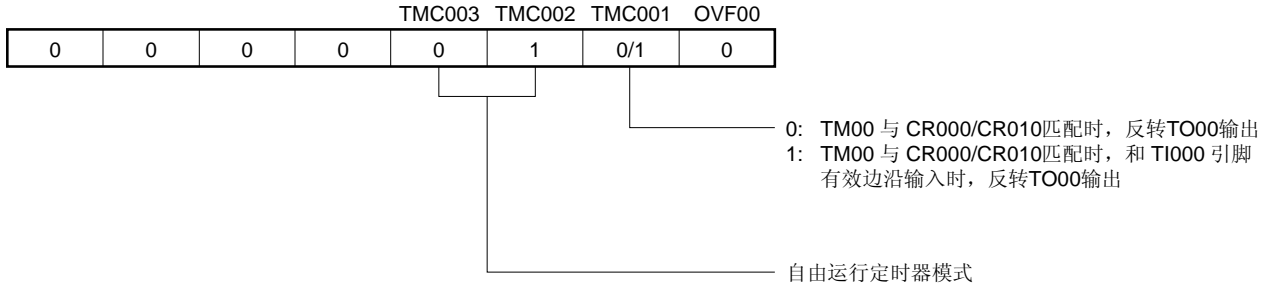 TMC003 TMC002 TMC001 OVF00
0 0 0 0 0 1 0/1 0
0: TM00 与 CR000/CR010匹配时，反转TO00输出
1: TM00 与 CR000/CR010匹配时，和 TI000 引脚
有效边沿输入时，反转TO00输出
自由运行定时器模式